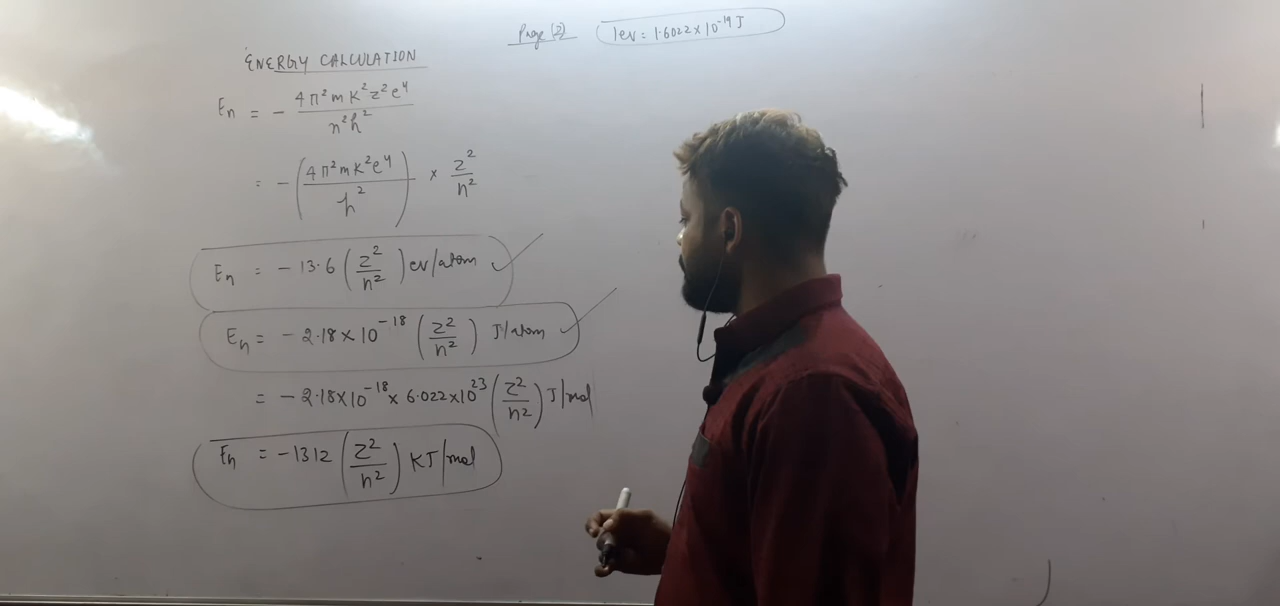 Page (2) 1ev = 1.6022 × 10⁻¹⁹ J
ENERGY CALCULATION
Eₙ = - 4π²mK²z²e⁴ / n²h²
= - (4π²mK²e⁴ / h²) × z² / n²
Eₙ = - 13.6 (z² / n²) ev/atom ✓
Eₙ = - 2.18 × 10⁻¹⁸ (z² / n²) J/atom ✓
= - 2.18 × 10⁻¹⁸ × 6.022 × 10²³ (z² / n²) J/mol
Eₙ = - 1312 (z² / n²) KJ/mol